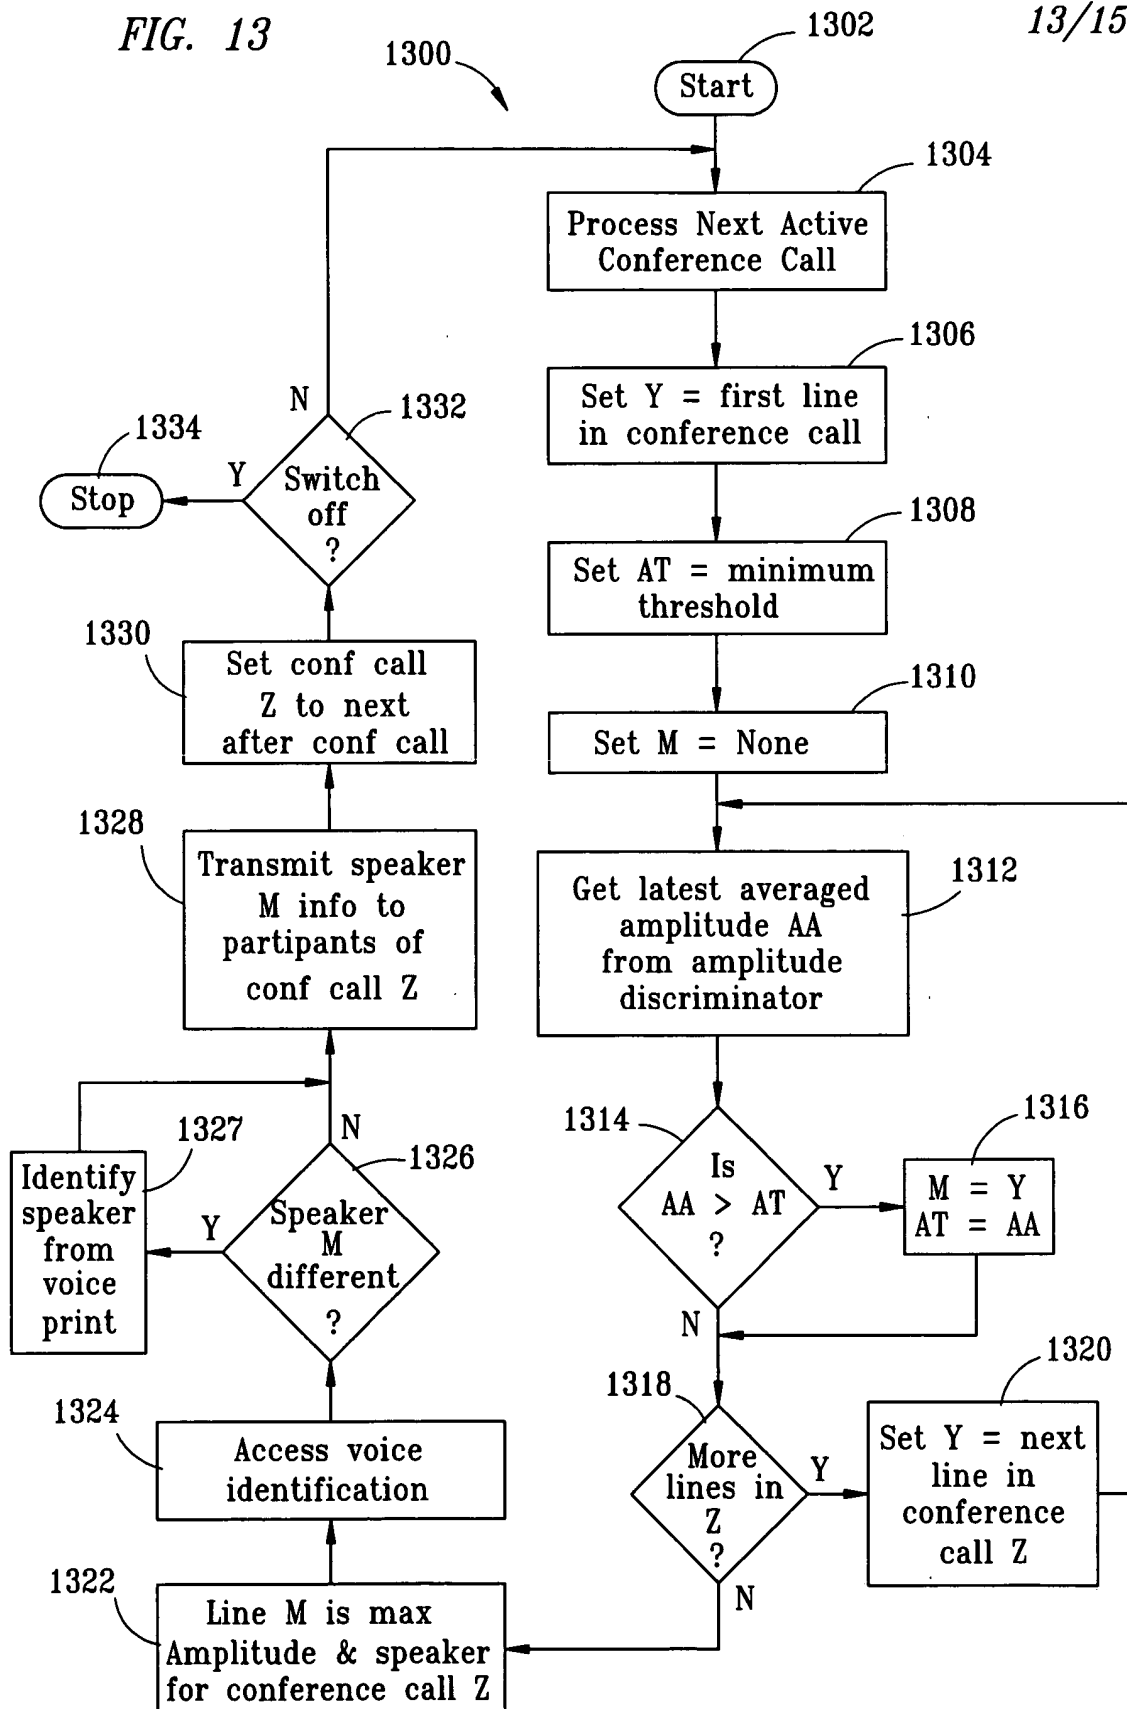 FIG. 13
13/15
1300
1302
Start
1304
Process Next Active
Conference Call
1306
Set Y = first line
in conference call
1308
Set AT = minimum
threshold
1310
Set M = None
1312
Get latest averaged
amplitude AA
from amplitude
discriminator
1314
Is
AA > AT
?
Y
N
1316
M = Y
AT = AA
1318
More
lines in
Z
?
Y
N
1320
Set Y = next
line in
conference
call Z
1322
Line M is max
Amplitude & speaker
for conference call Z
1324
Access voice
identification
1326
Speaker
M
different
?
Y
N
1327
Identify
speaker
from
voice
print
1328
Transmit speaker
M info to
partipants of
conf call Z
1330
Set conf call
Z to next
after conf call
1332
Switch
off
?
N
Y
1334
Stop